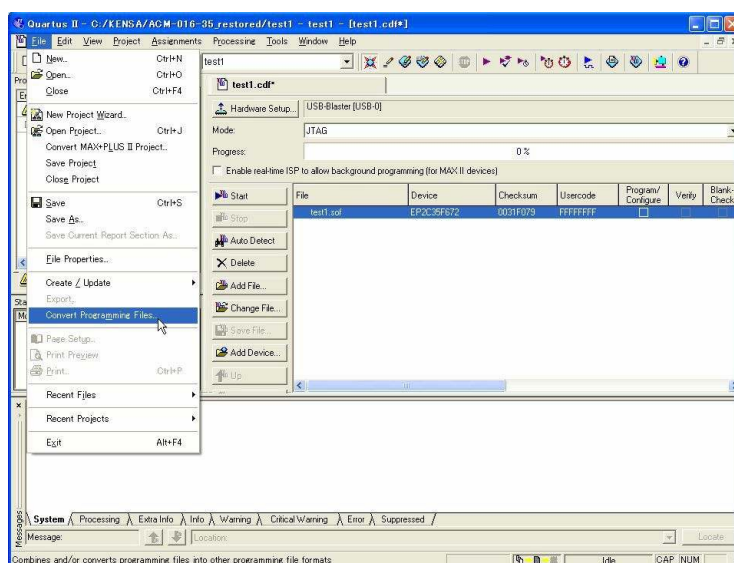 Quartus II - C:/KENSA/ACM-016-35_restored/test1 - test1 - [test1.cdf*]
File Edit View Project Assignments Processing Tools Window Help
New... Ctrl+N
Open... Ctrl+O
Close Ctrl+F4
New Project Wizard...
Open Project... Ctrl+J
Convert MAX+PLUS II Project...
Save Project
Close Project
Save Ctrl+S
Save As...
Save Current Report Section As...
File Properties...
Create / Update
Export...
Convert Programming Files...
Page Setup...
Print Preview
Print... Ctrl+P
Recent Files
Recent Projects
Exit Alt+F4
test1
test1.cdf*
Hardware Setup... USB-Blaster [USB-0]
Mode: JTAG
Progress: 0 %
Enable real-time ISP to allow background programming (for MAX II devices)
Start
Stop
Auto Detect
Delete
Add File...
Change File...
Save File...
Add Device...
Up
File Device Checksum Usercode Program/Configure Verify Blank-Check
test1.sof EP2C35F672 0031F079 FFFFFFFF
System Processing Extra Info Info Warning Critical Warning Error Suppressed
Messages
Message: Location: Locate
Combines and/or converts programming files into other programming file formats Idle CAP NUM